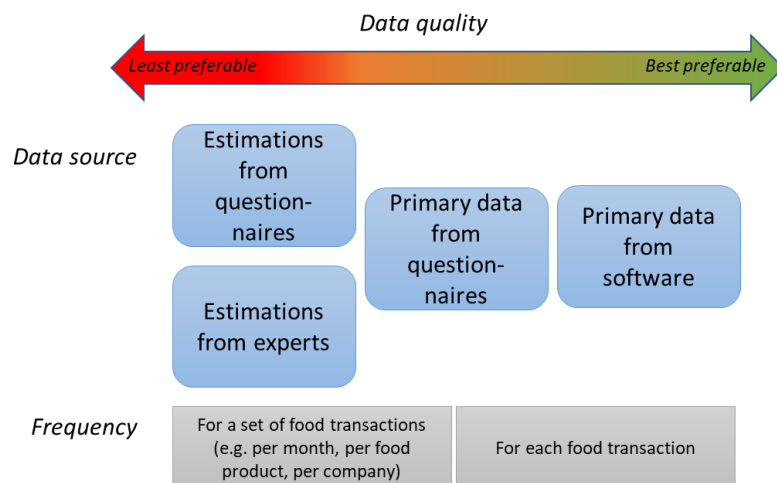 Data quality
Least preferable
Best preferable
Data source
Estimations
from
question-
naires
Estimations
from experts
Primary data
from
question-
naires
Primary data
from
software
Frequency
For a set of food transactions
(e.g. per month, per food
product, per company)
For each food transaction